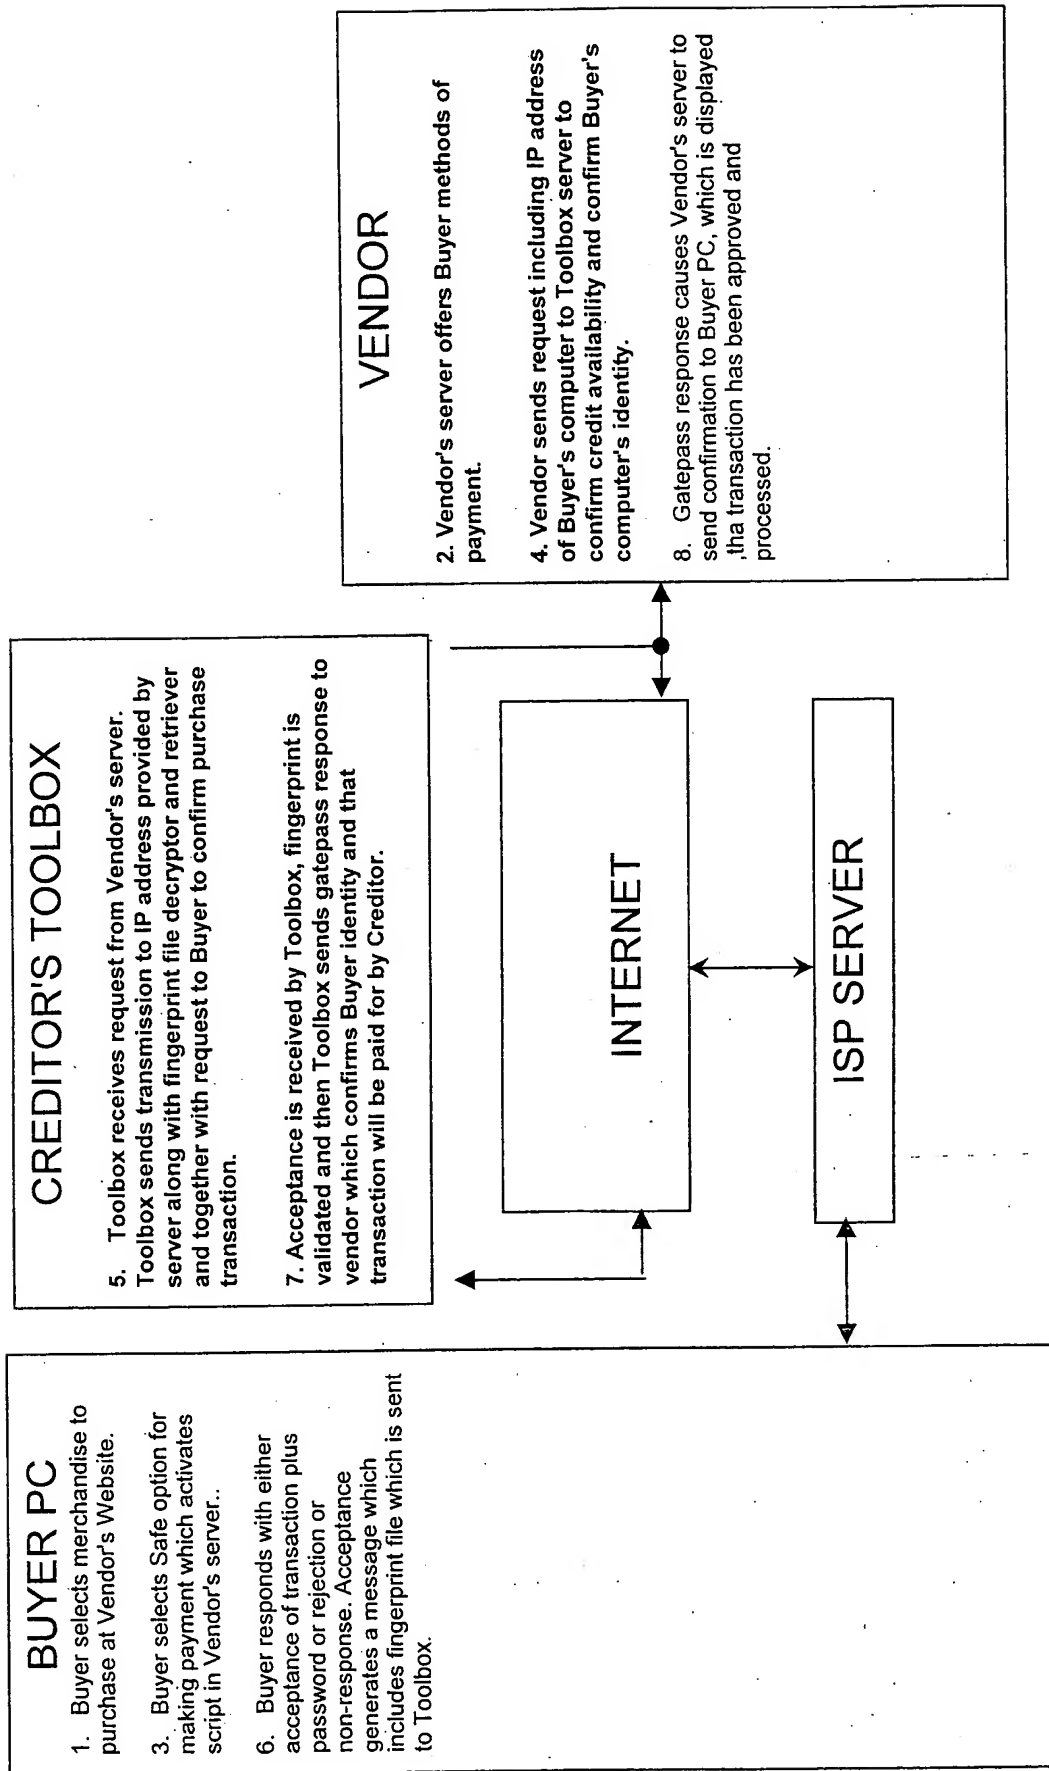 BUYER PC
1. Buyer selects merchandise to
purchase at Vendor's Website.
3. Buyer selects Safe option for
making payment which activates
script in Vendor's server..
6. Buyer responds with either
acceptance of transaction plus
password or rejection or
non-response. Acceptance
generates a message which
includes fingerprint file which is sent
to Toolbox.
CREDITOR'S TOOLBOX
5. Toolbox receives request from Vendor's server.
Toolbox sends transmission to IP address provided by
server along with fingerprint file decryptor and retriever
and together with request to Buyer to confirm purchase
transaction.
7. Acceptance is received by Toolbox, fingerprint is
validated and then Toolbox sends gatepass response to
vendor which confirms Buyer identity and that
transaction will be paid for by Creditor.
INTERNET
ISP SERVER
VENDOR
2. Vendor's server offers Buyer methods of
payment.
4. Vendor sends request including IP address
of Buyer's computer to Toolbox server to
confirm credit availability and confirm Buyer's
computer's identity.
8. Gatepass response causes Vendor's server to
send confirmation to Buyer PC, which is displayed
,tha transaction has been approved and
processed.